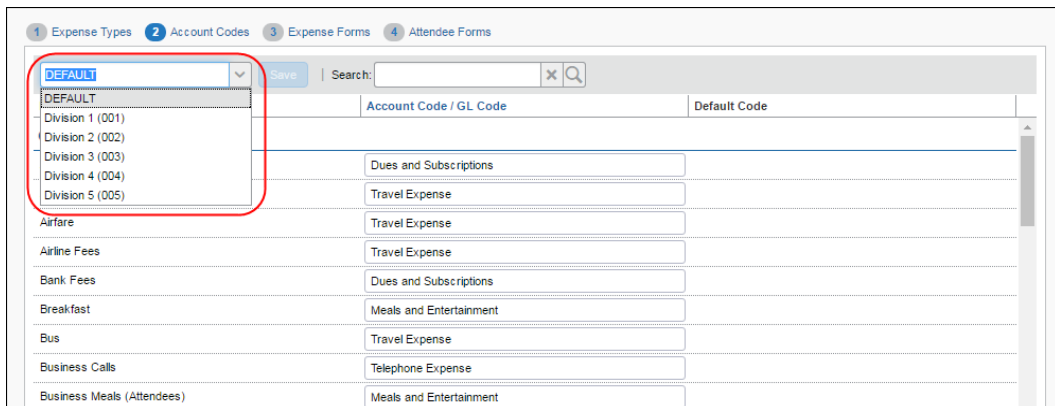 1 Expense Types 2 Account Codes 3 Expense Forms 4 Attendee Forms
DEFAULT Save | Search:
DEFAULT
Account Code / GL Code Default Code
Division 1 (001)
Division 2 (002)
Division 3 (003)
Dues and Subscriptions
Division 4 (004)
Division 5 (005) Travel Expense
Airfare Travel Expense
Airline Fees Travel Expense
Bank Fees Dues and Subscriptions
Breakfast Meals and Entertainment
Bus Travel Expense
Business Calls Telephone Expense
Business Meals (Attendees) Meals and Entertainment